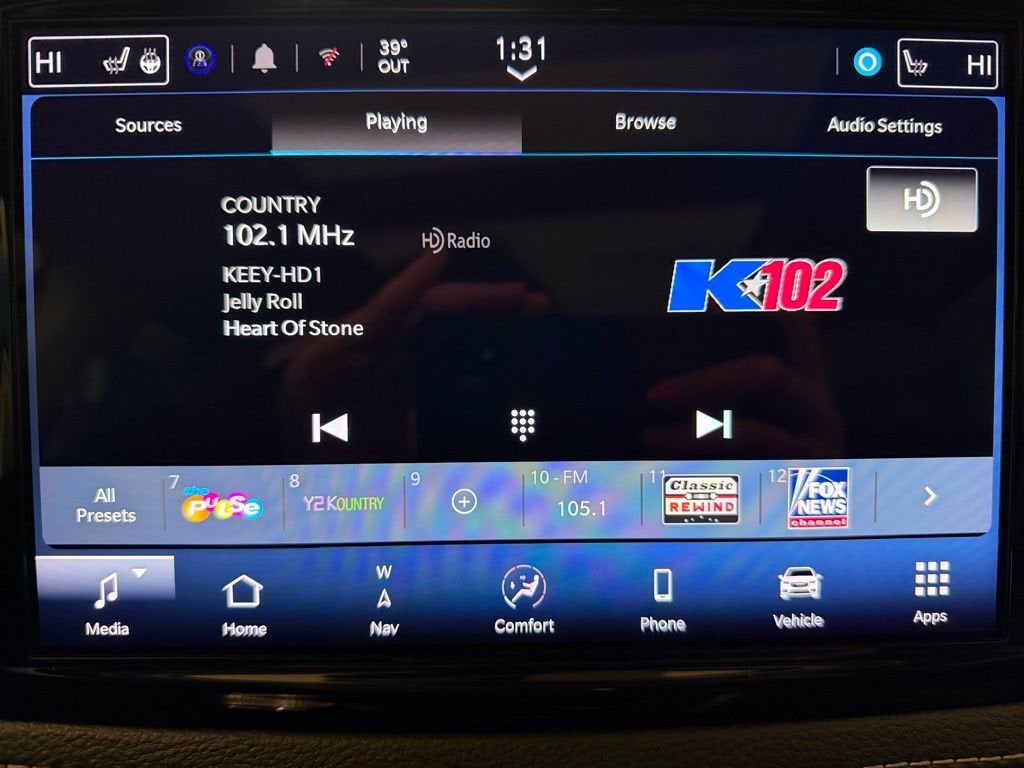 HI
39°
OUT
1:31
HI
Sources
Playing
Browse
Audio Settings
HD
COUNTRY
102.1 MHz
HD Radio
KEEY-HD1
Jelly Roll
Heart Of Stone
K102
All
Presets
7
the
PULSE
8
Y2KOUNTRY
9
10 - FM
105.1
11
Classic
REWIND
12
FOX
NEWS
channel
Media
Home
W
Nav
Comfort
Phone
Vehicle
Apps